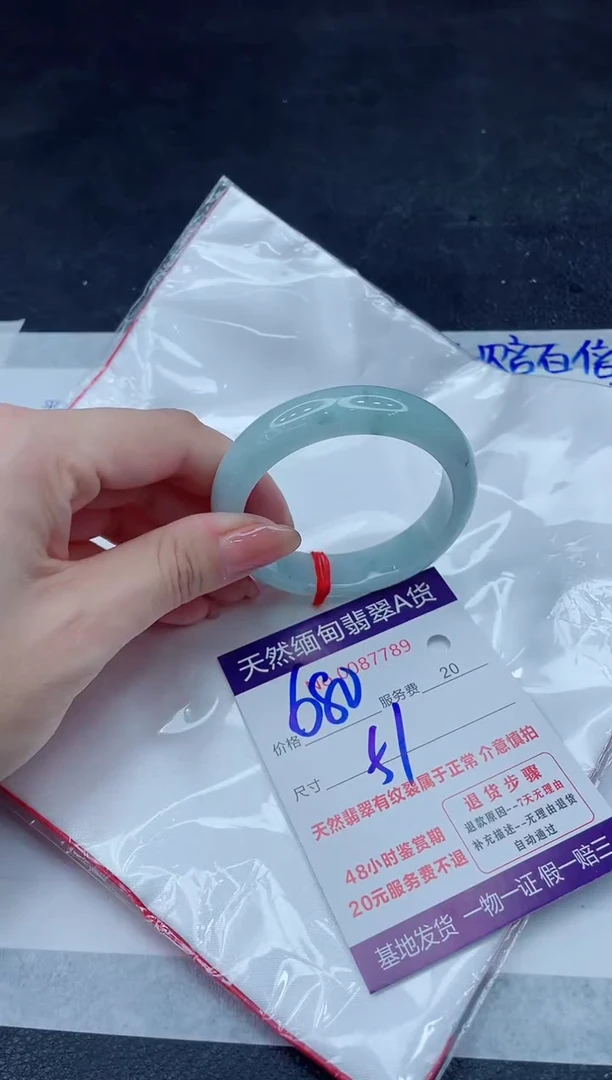 赔百倍
天然缅甸翡翠A货
0087789
价格 680 服务费 20
尺寸 51
天然翡翠有纹裂属于正常 介意慎拍
48小时鉴赏期
20元服务费不退
退货步骤
退款原因--7天无理由
补充描述--无理由退货
自动通过
基地发货 一物一证 假一赔三